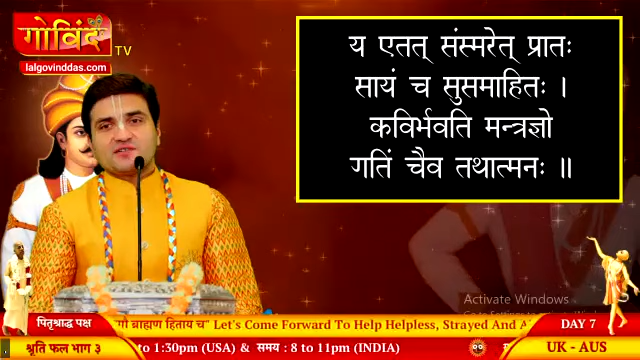 गोविंद TV
lalgovinddas.com
य एतत् संस्मरेत् प्रातः
सायं च सुसमाहितः ।
कविर्भवति मन्त्रज्ञो
गतिं चैव तथात्मनः ॥
Activate Windows
पितृश्राद्ध पक्ष
गो ब्राह्मण हिताय च" Let's Come Forward To Help Helpless, Strayed And A
DAY 7
श्रृति फल भाग ३
to 1:30pm (USA) & समय : 8 to 11pm (INDIA)
UK - AUS